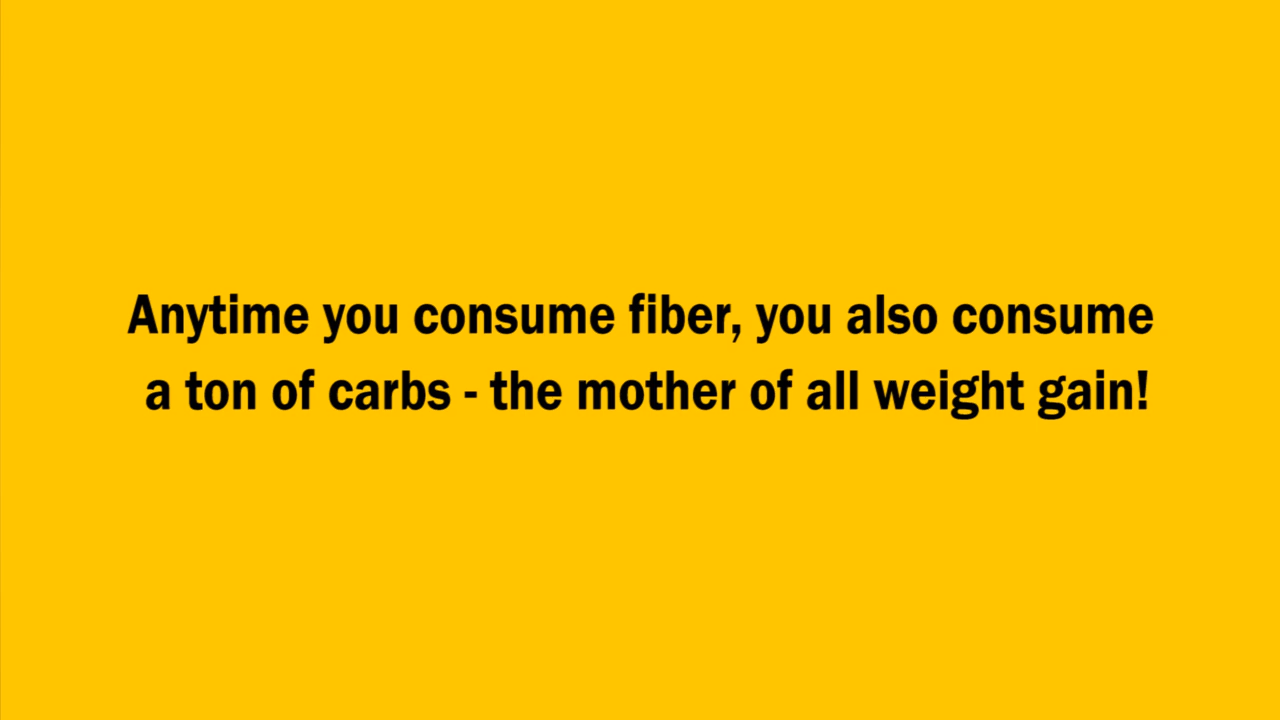 Anytime you consume fiber, you also consume
a ton of carbs - the mother of all weight gain!